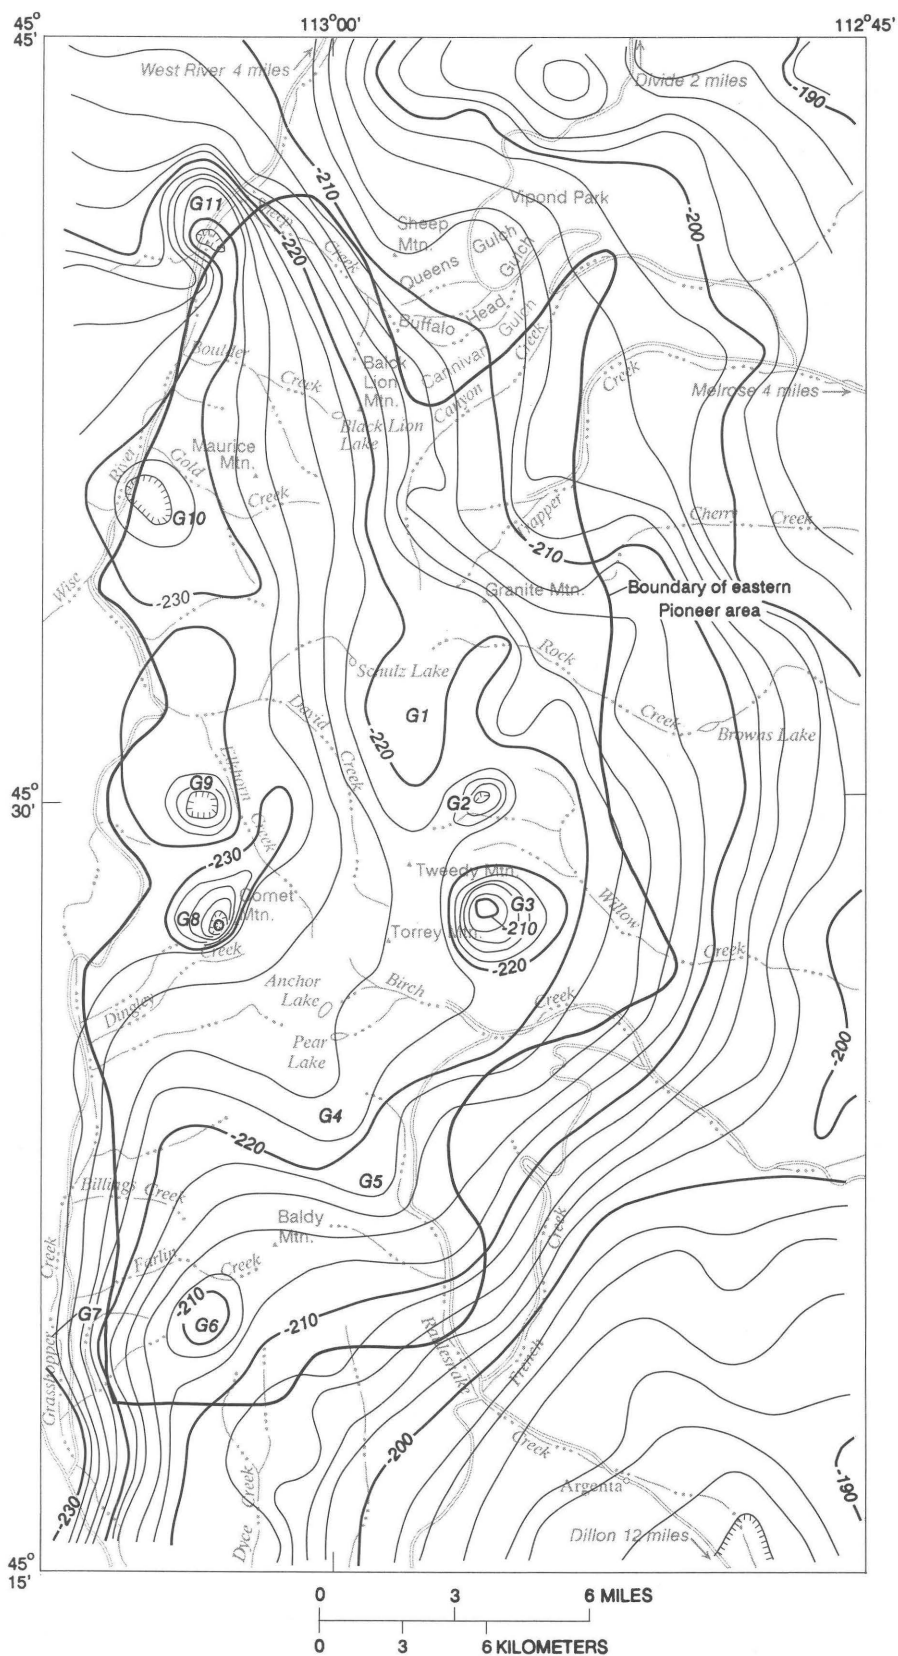 45°
45'
113°00'
112°45'
West River 4 miles
Divide 2 miles
-190
-210
G11
Vipond Park
-200
Sheep
Mtn.
Creek
-220
Queens
Gulch
Gulch
Buffalo
Head
Gulch
Boulder
Creek
Balck
Lion
Mtn.
Cannivan
Creek
Canyon
Creek
Melrose 4 miles
Black Lion
Lake
River
Gold
Creek
Maurice
Mtn.
G10
Trapper
Cherry
Creek
-210
Wise
-230
Granite Mtn.
Boundary of eastern
Pioneer area
Schulz Lake
Rock
Creek
Browns Lake
David
Creek
G1
-220
Elkhorn
Creek
45°
30'
G9
G2
-230
Tweedy Mtn.
G8
Comet
Mtn.
G3
-210
Torrey Mtn.
-220
Willow
Creek
Creek
Dingley
Anchor
Lake
Birch
Creek
Pear
Lake
-200
G4
-220
G5
Billings Creek
Baldy
Mtn.
Creek
Farlin
Creek
-210
G6
G7
-210
Grasshopper
Creek
Rattlesnake
French
Creek
-200
-190
-230
Dyce Creek
Argenta
Dillon 12 miles
45°
15'
0 3 6 MILES
0 3 6 KILOMETERS